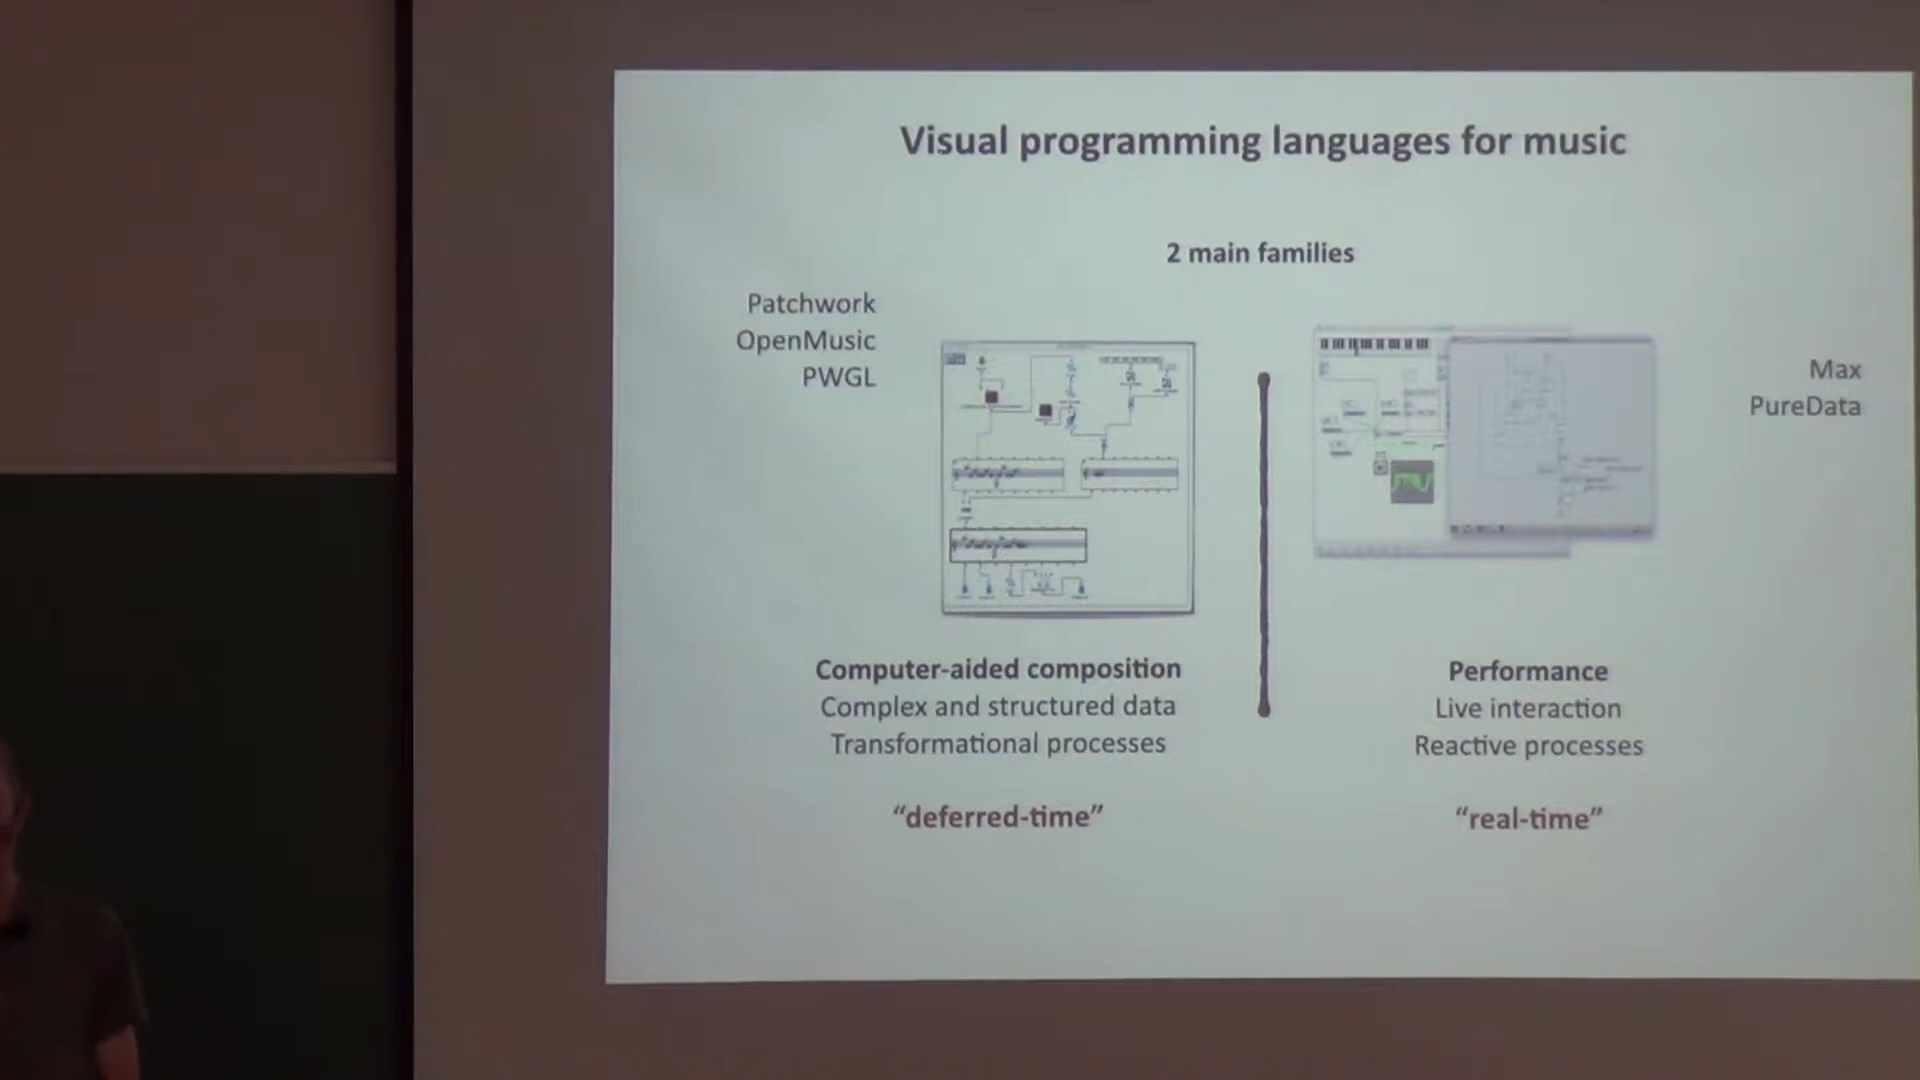 Visual programming languages for music
2 main families
Patchwork
OpenMusic
PWGL
Max
PureData
Computer-aided composition
Complex and structured data
Transformational processes
"deferred-time"
Performance
Live interaction
Reactive processes
"real-time"